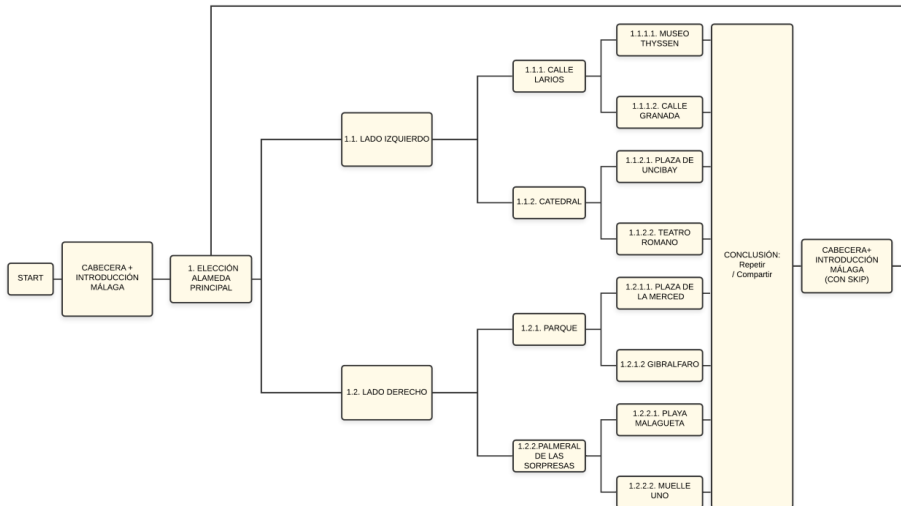 START
CABECERA +
INTRODUCCIÓN
MÁLAGA
1. ELECCIÓN
ALAMEDA
PRINCIPAL
1.1. LADO IZQUIERDO
1.2. LADO DERECHO
1.1.1. CALLE
LARIOS
1.1.2. CATEDRAL
1.2.1. PARQUE
1.2.2.PALMERAL
DE LAS
SORPRESAS
1.1.1.1. MUSEO
THYSSEN
1.1.1.2. CALLE
GRANADA
1.1.2.1. PLAZA DE
UNCIBAY
1.1.2.2. TEATRO
ROMANO
1.2.1.1. PLAZA DE
LA MERCED
1.2.1.2 GIBRALFARO
1.2.2.1. PLAYA
MALAGUETA
1.2.2.2. MUELLE
UNO
CONCLUSIÓN:
Repetir
/ Compartir
CABECERA+
INTRODUCCIÓN
MÁLAGA
(CON SKIP)